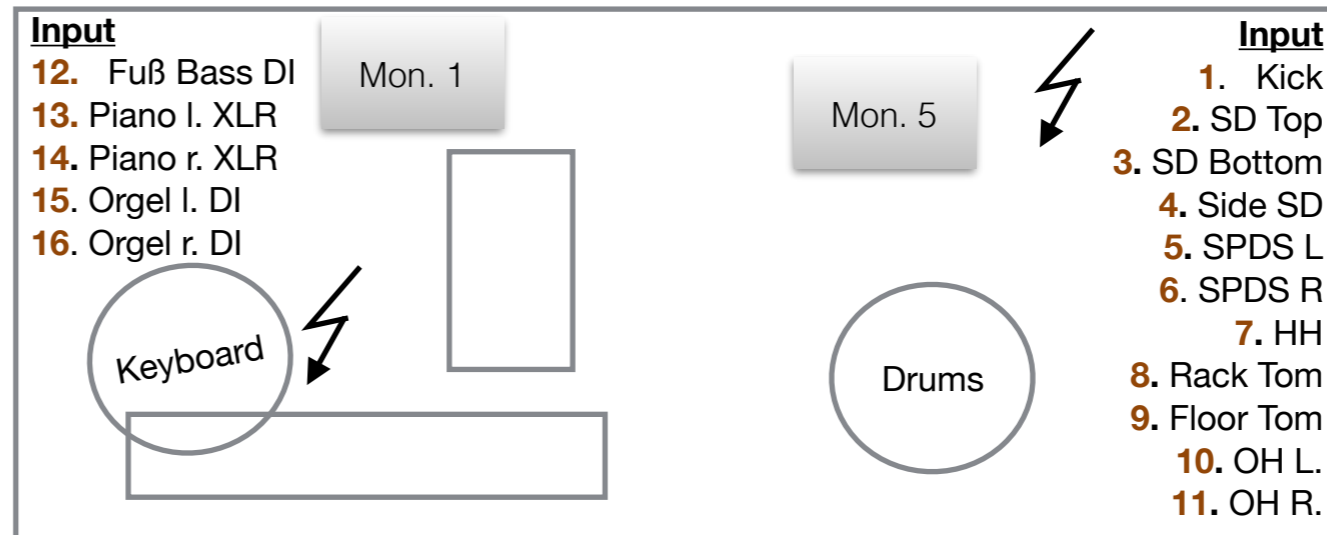 Input
12. Fuß Bass DI
13. Piano l. XLR
14. Piano r. XLR
15. Orgel l. DI
16. Orgel r. DI
Mon. 1
Keyboard
Mon. 5
Drums
Input
1. Kick
2. SD Top
3. SD Bottom
4. Side SD
5. SPDS L
6. SPDS R
7. HH
8. Rack Tom
9. Floor Tom
10. OH L.
11. OH R.